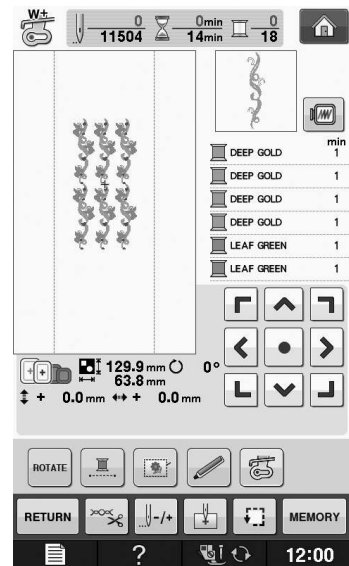 W+
0 0min 0
11504 14min 18
min
DEEP GOLD 1
DEEP GOLD 1
DEEP GOLD 1
DEEP GOLD 1
LEAF GREEN 1
LEAF GREEN 1
129.9 mm 0°
63.8 mm
+ 0.0 mm + 0.0 mm
ROTATE
RETURN -/+ MEMORY
? 12:00